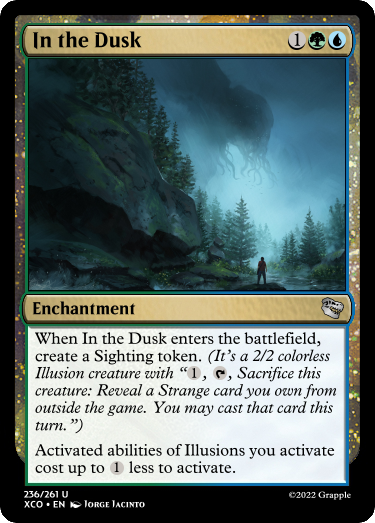 In the Dusk 1
Enchantment
When In the Dusk enters the battlefield,
create a Sighting token. (It's a 2/2 colorless
Illusion creature with “1, , Sacrifice this
creature: Reveal a Strange card you own from
outside the game. You may cast that card this
turn.”)
Activated abilities of Illusions you activate
cost up to 1 less to activate.
236/261 U
XCO • EN Jorge Jacinto
©2022 Grapple